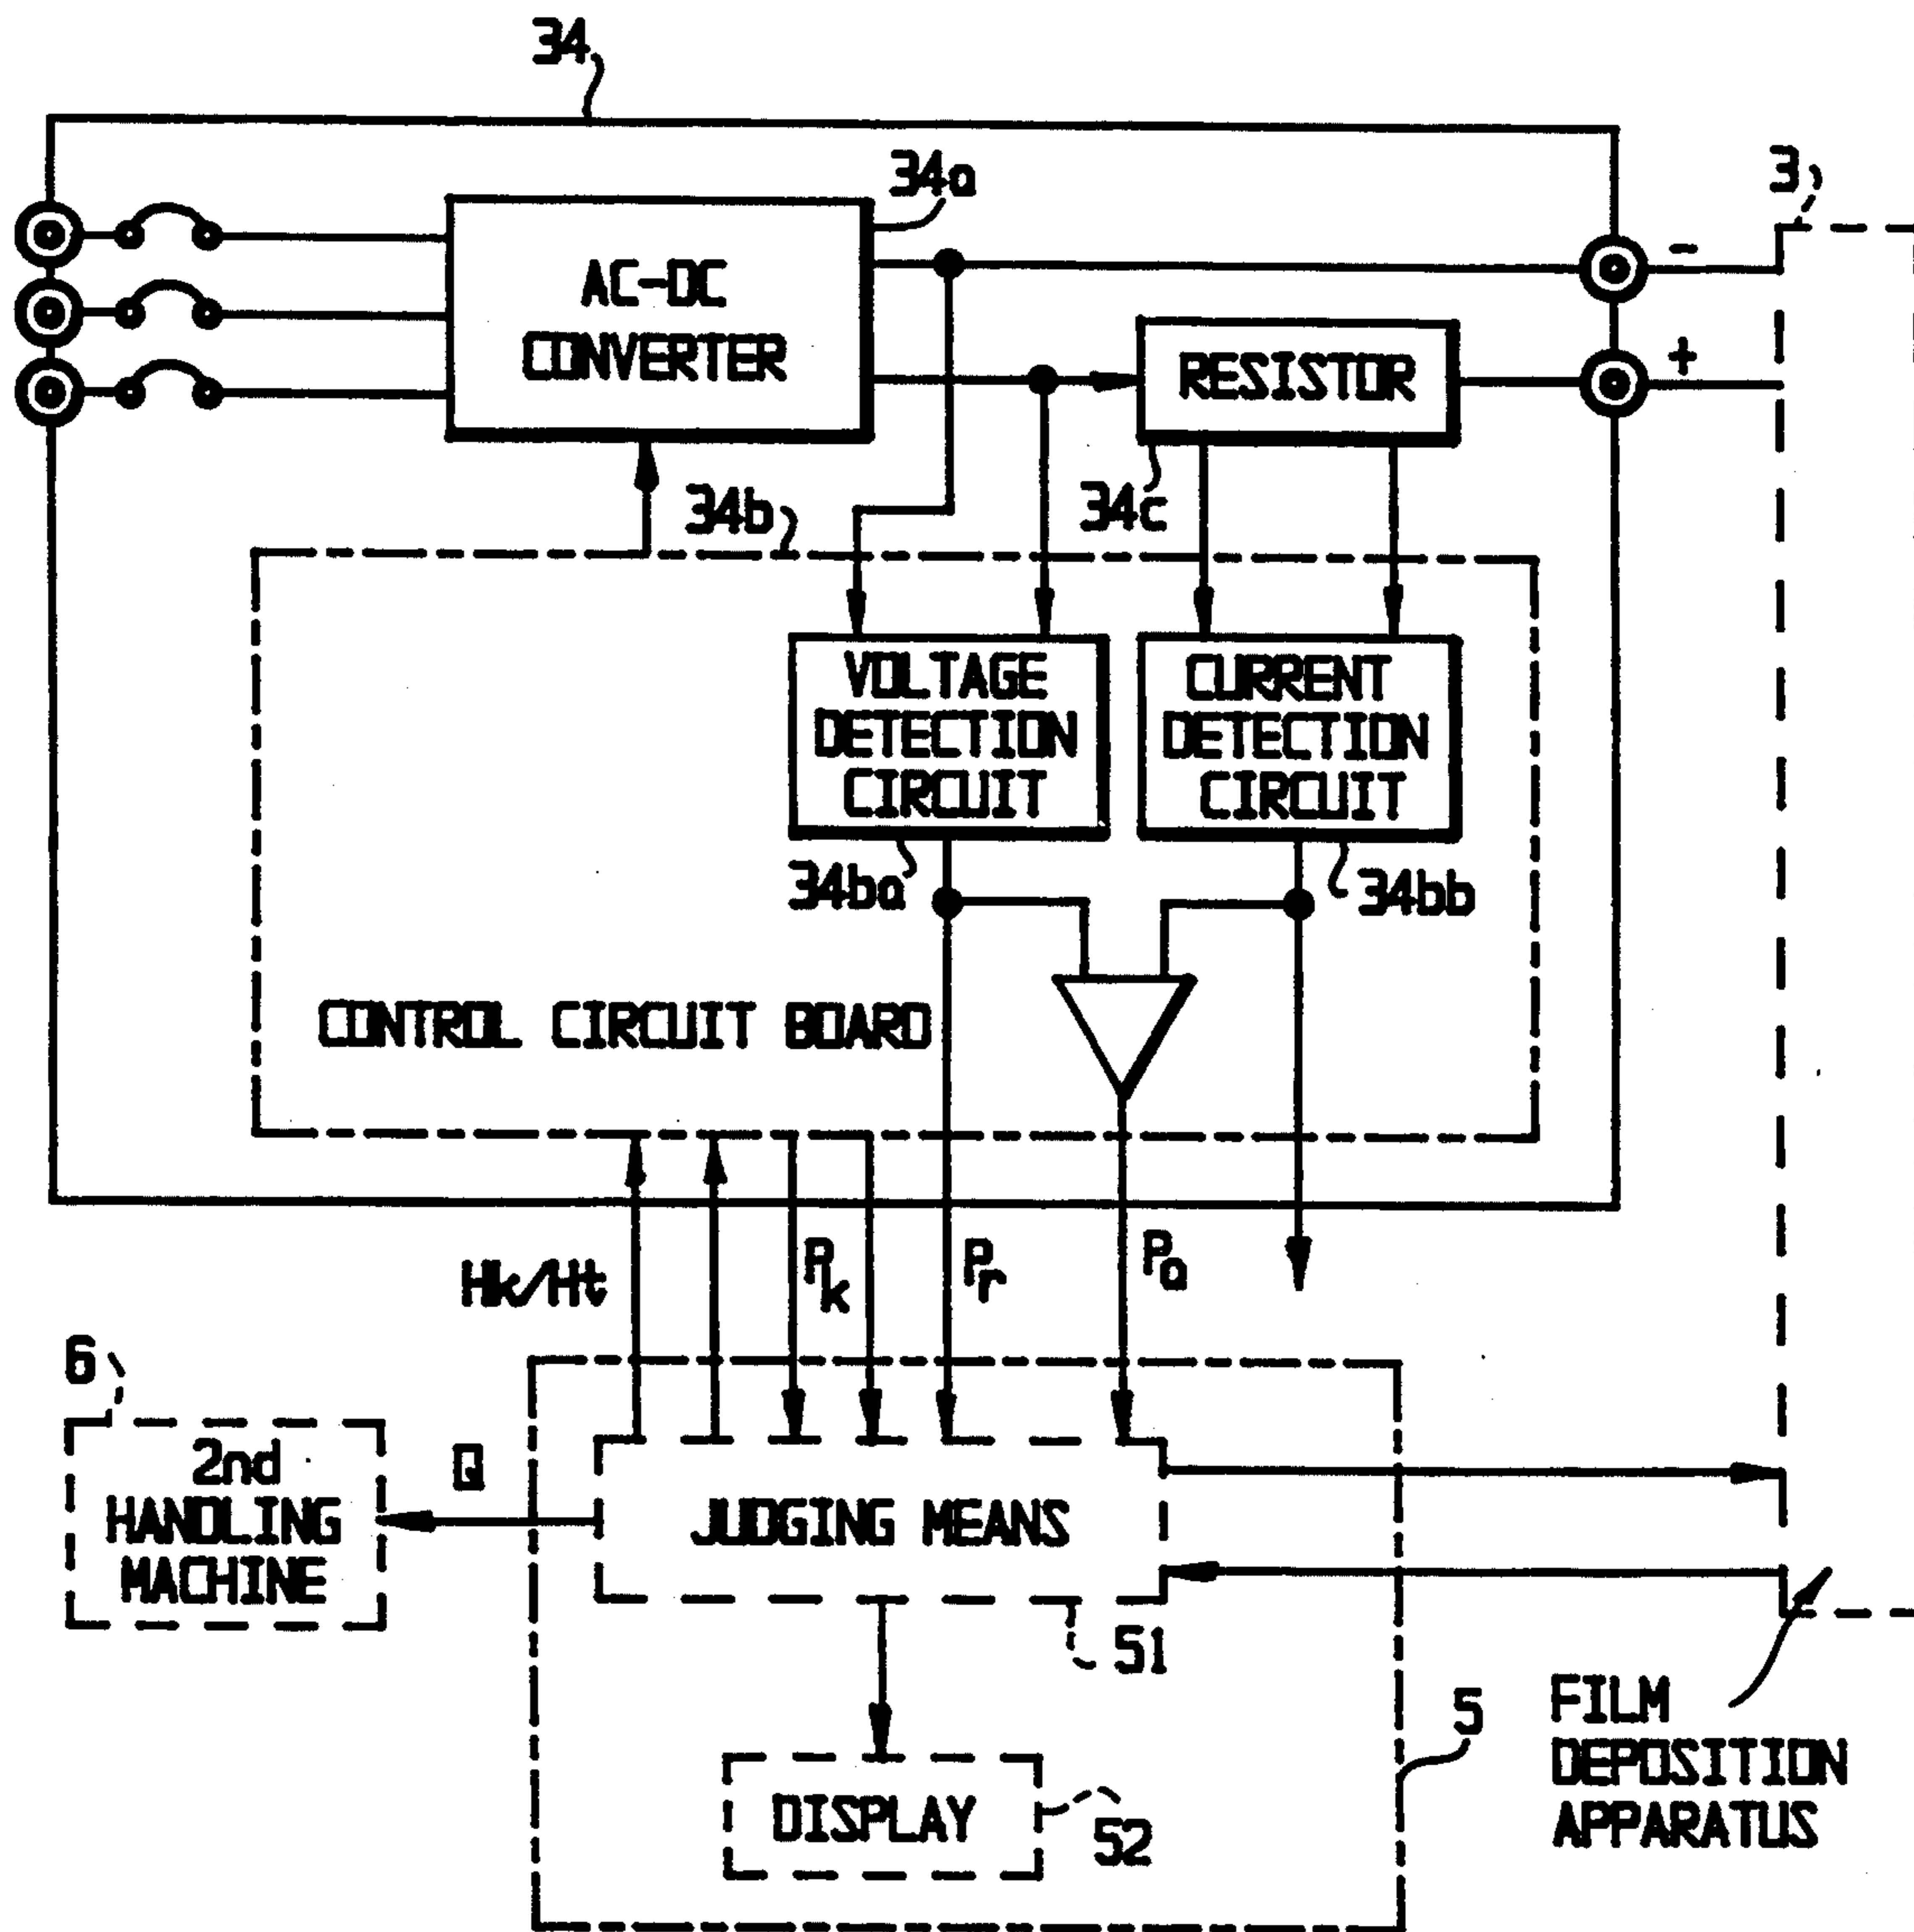 34
34a
3
AC-DC
CONVERTER
-
+
RESISTOR
34b
34c
VOLTAGE
DETECTION
CIRCUIT
CURRENT
DETECTION
CIRCUIT
34ba
34bb
CONTROL CIRCUIT BOARD
Hk/Ht
Pk
Pr
Pa
6
2nd
HANDLING
MACHINE
Q
JUDGING MEANS
51
5
FILM
DEPOSITION
APPARATUS
DISPLAY
52